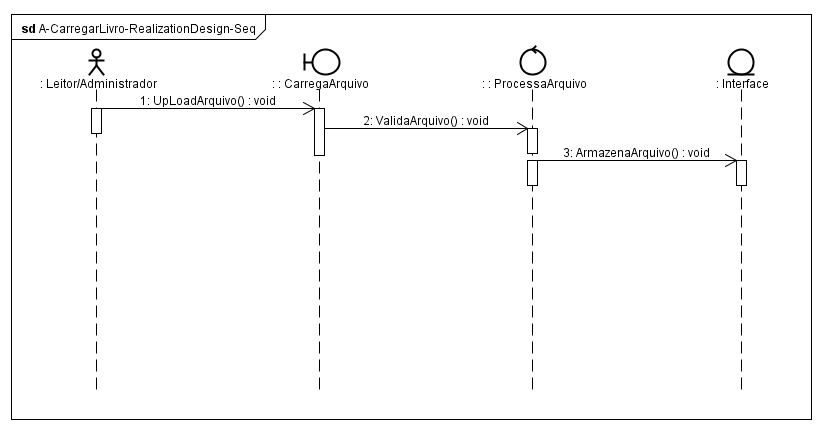 sd A-CarregarLivro-RealizationDesign-Seq
: Leitor/Administrador
: : CarregaArquivo
: : ProcessaArquivo
: Interface
1: UpLoadArquivo() : void
2: ValidaArquivo() : void
3: ArmazenaArquivo() : void